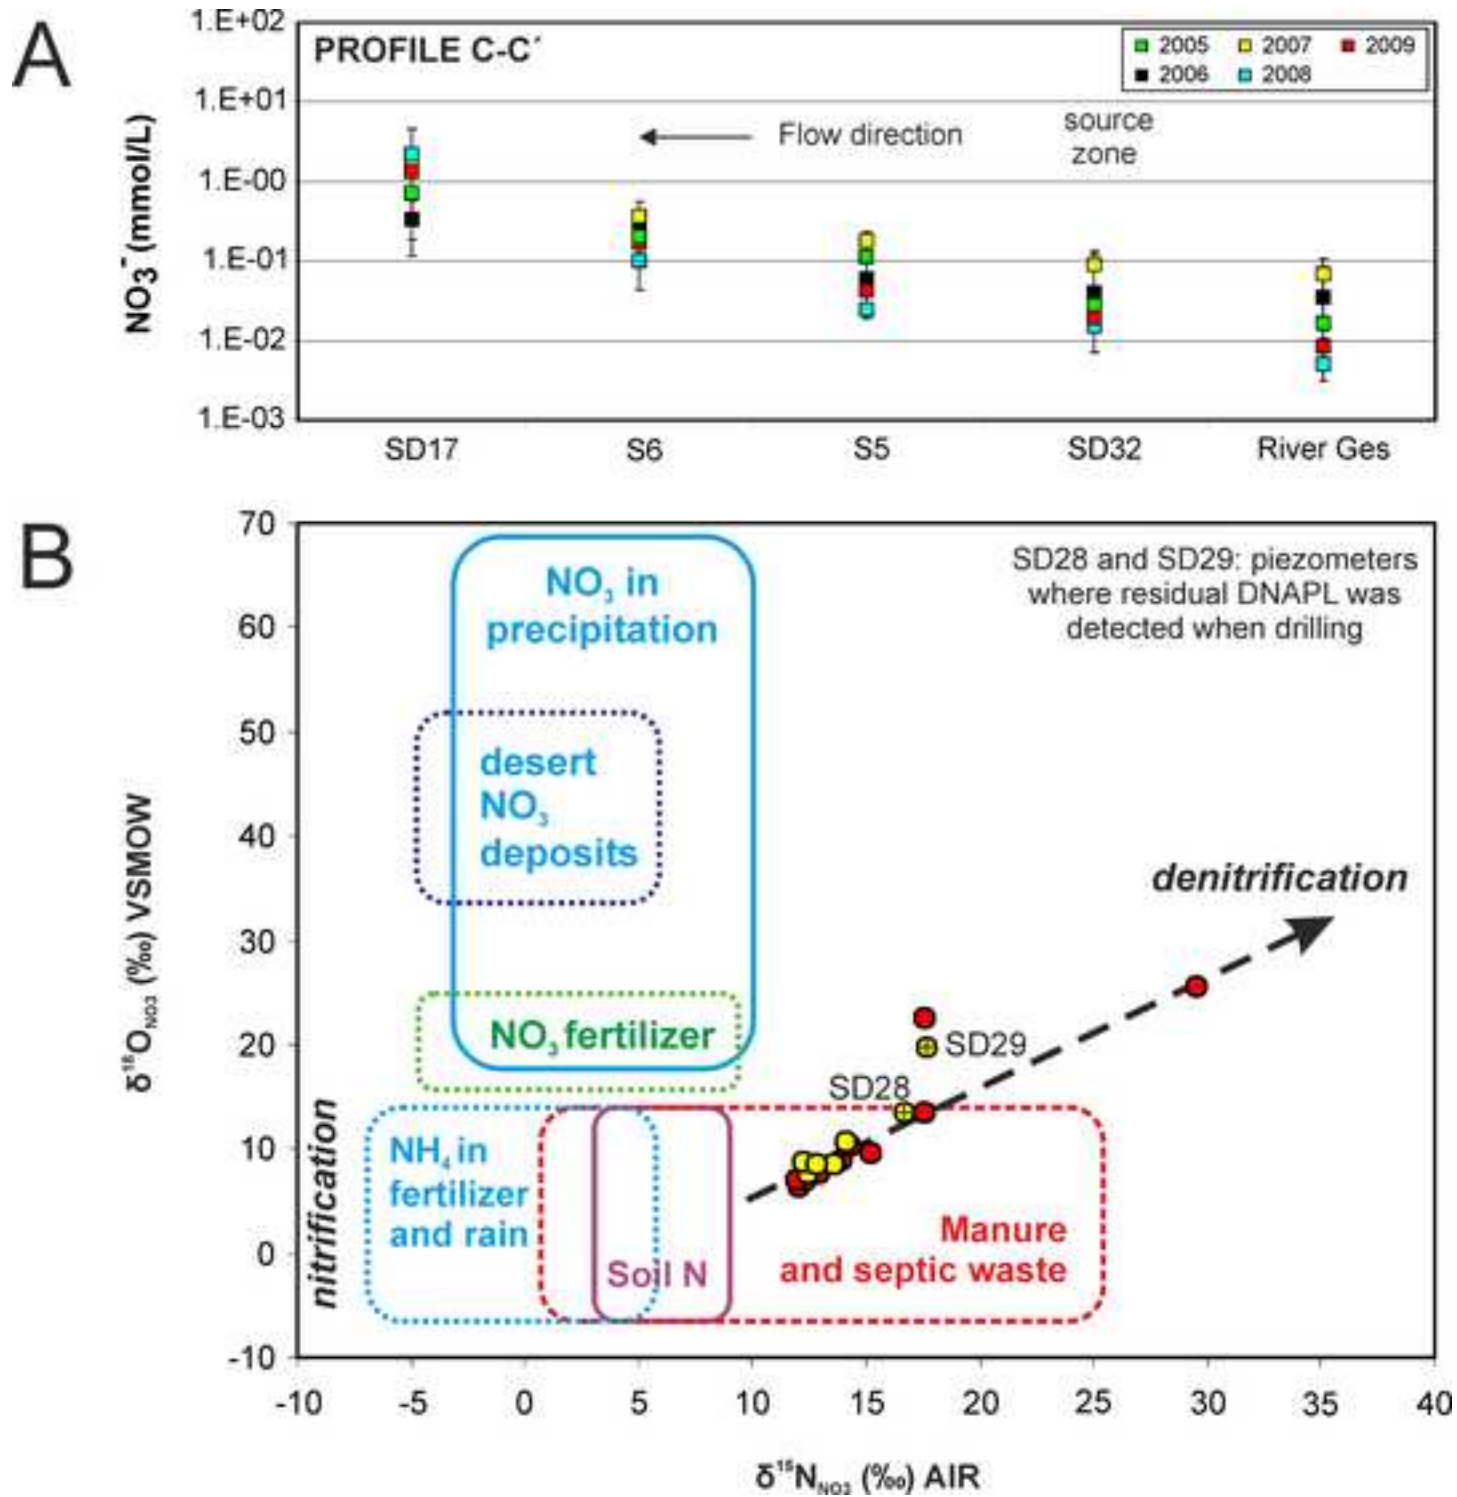 A
PROFILE C-C´
2005 2007 2009
2006 2008
NO3- (mmol/L)
1.E+02
1.E+01
1.E-00
1.E-01
1.E-02
1.E-03
Flow direction
source
zone
SD17 S6 S5 SD32 River Ges
B
δ18ONO3 (‰) VSMOW
70
60
50
40
30
20
10
0
-10
SD28 and SD29: piezometers
where residual DNAPL was
detected when drilling
NO3 in
precipitation
desert
NO3
deposits
denitrification
NO3 fertilizer
SD29
SD28
nitrification
NH4 in
fertilizer
and rain
Soil N
Manure
and septic waste
-10 -5 0 5 10 15 20 25 30 35 40
δ15NNO3 (‰) AIR